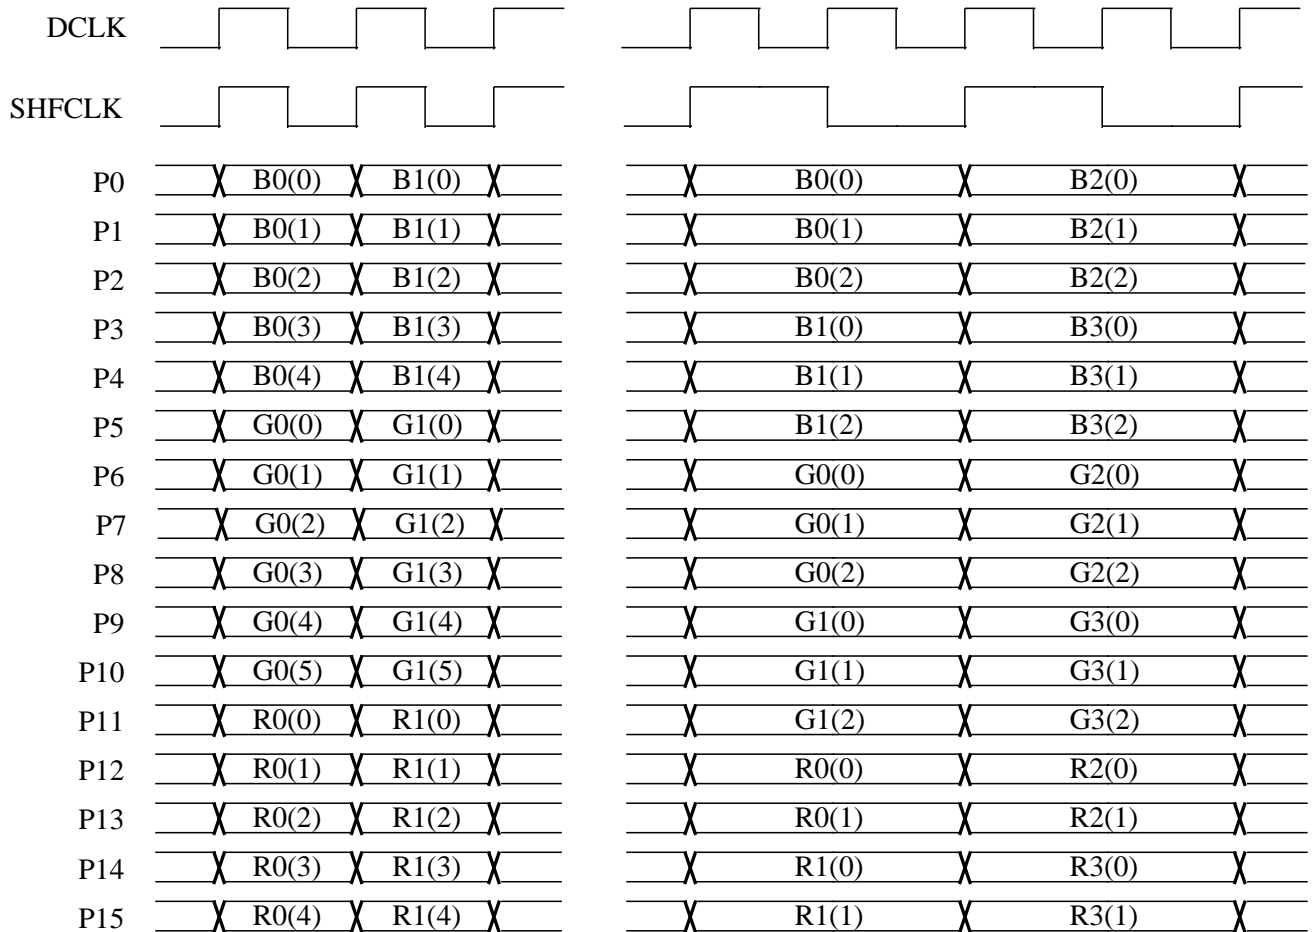 DCLK
SHFCLK
P0 B0(0) B1(0) B0(0) B2(0)
P1 B0(1) B1(1) B0(1) B2(1)
P2 B0(2) B1(2) B0(2) B2(2)
P3 B0(3) B1(3) B1(0) B3(0)
P4 B0(4) B1(4) B1(1) B3(1)
P5 G0(0) G1(0) B1(2) B3(2)
P6 G0(1) G1(1) G0(0) G2(0)
P7 G0(2) G1(2) G0(1) G2(1)
P8 G0(3) G1(3) G0(2) G2(2)
P9 G0(4) G1(4) G1(0) G3(0)
P10 G0(5) G1(5) G1(1) G3(1)
P11 R0(0) R1(0) G1(2) G3(2)
P12 R0(1) R1(1) R0(0) R2(0)
P13 R0(2) R1(2) R0(1) R2(1)
P14 R0(3) R1(3) R1(0) R3(0)
P15 R0(4) R1(4) R1(1) R3(1)